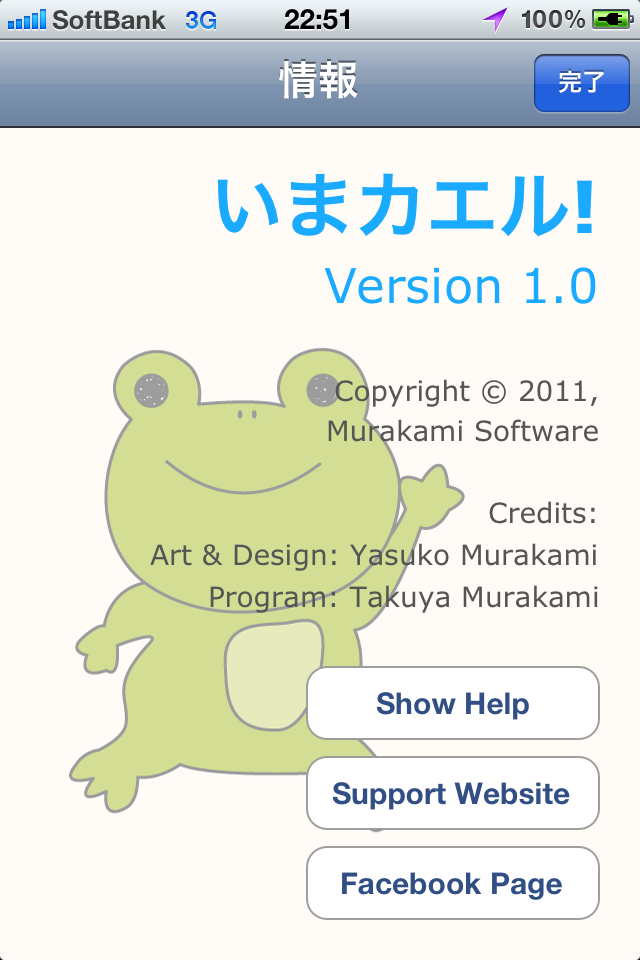 SoftBank 3G 22:51 100%
情報
完了
いまカエル!
Version 1.0
Copyright © 2011,
Murakami Software
Credits:
Art & Design: Yasuko Murakami
Program: Takuya Murakami
Show Help
Support Website
Facebook Page